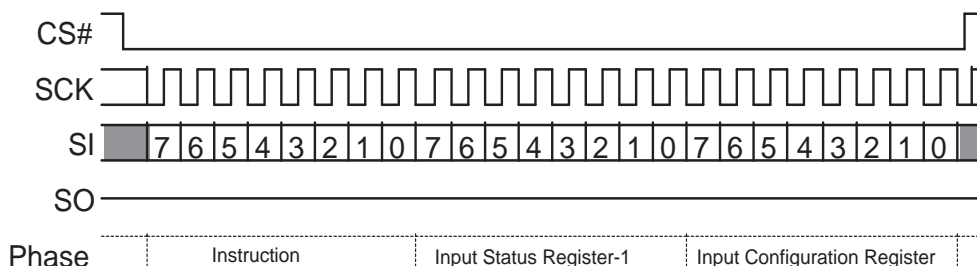 CS#
SCK
SI 7 6 5 4 3 2 1 0 7 6 5 4 3 2 1 0 7 6 5 4 3 2 1 0
SO
Phase Instruction Input Status Register-1 Input Configuration Register